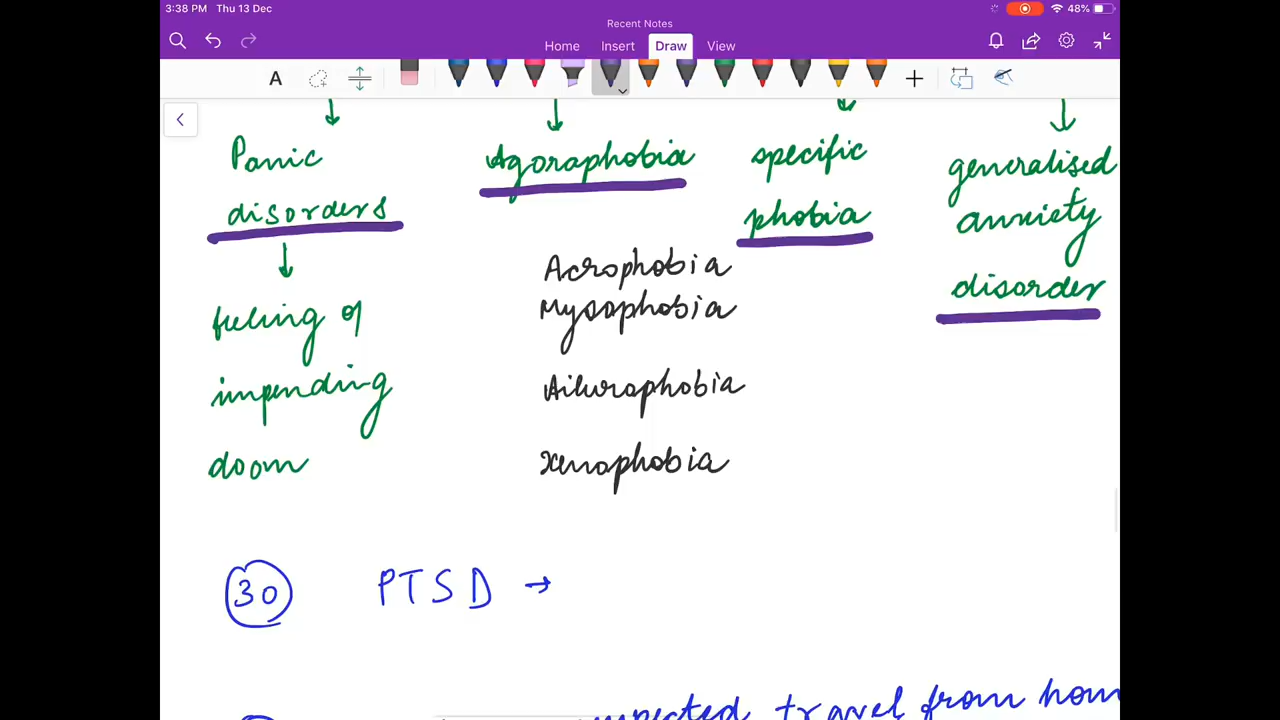 3:38 PM Thu 13 Dec
48%
Recent Notes
Home Insert Draw View
A
Panic
disorders
feeling of
impending
doom
Agoraphobia
specific
phobia
generalised
anxiety
disorder
Acrophobia
Mysophobia
Ailuraphobia
Xenophobia
30 PTSD →
travel from hom